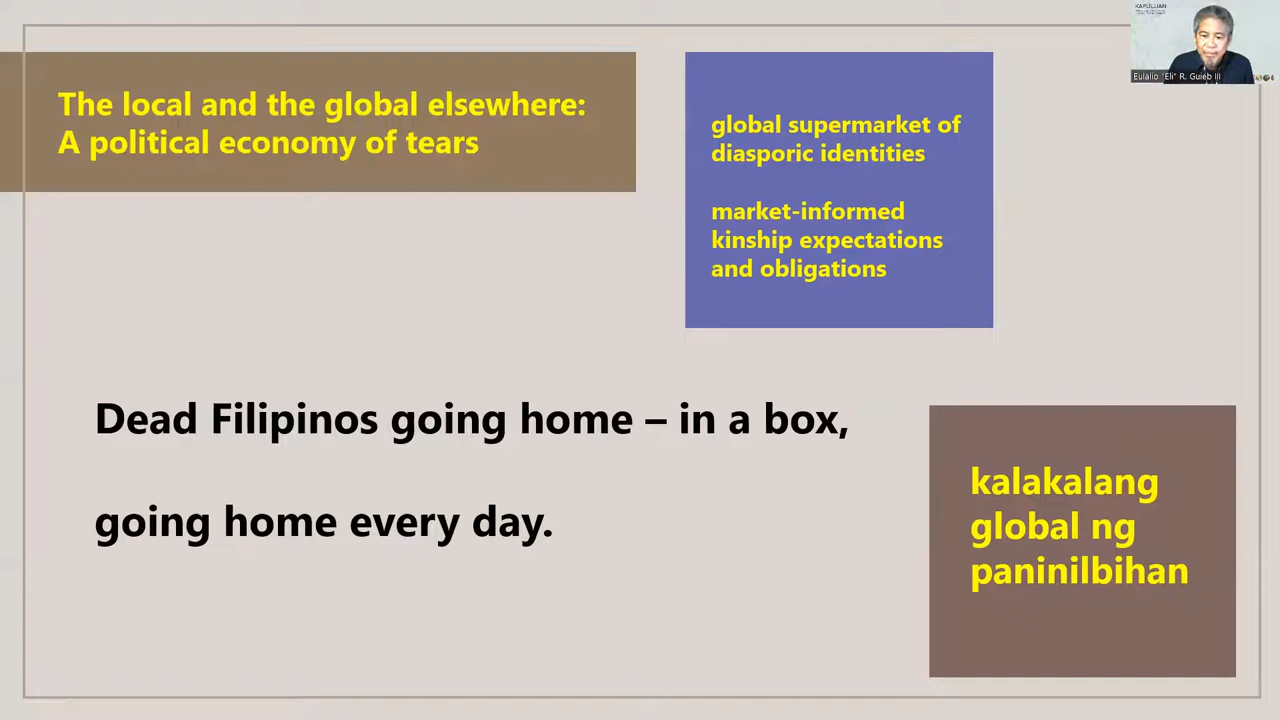 The local and the global elsewhere:
A political economy of tears
global supermarket of
diasporic identities
market-informed
kinship expectations
and obligations
Dead Filipinos going home – in a box,
going home every day.
kalakalang
global ng
paninilbihan
KAPULUAN
Eulalio "Eli" R. Guieb III